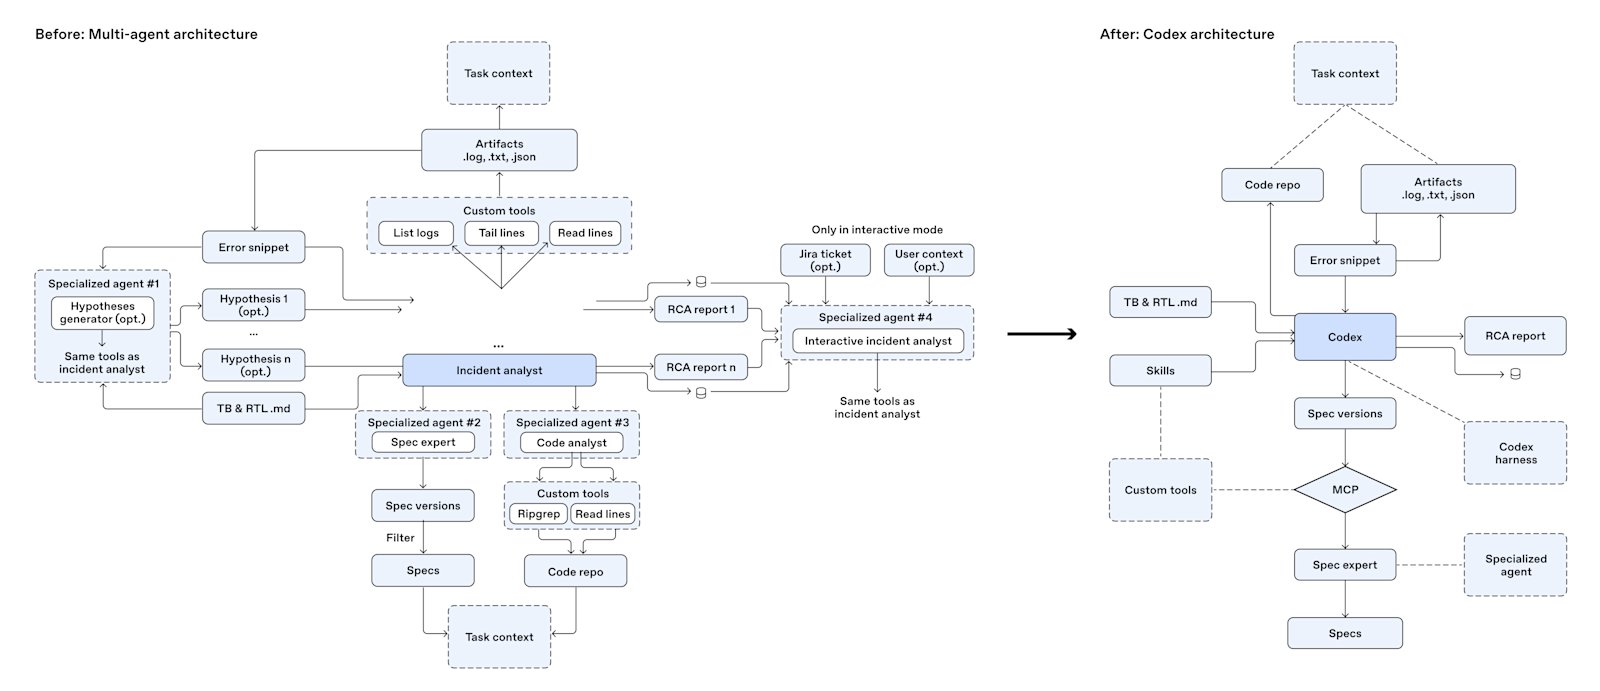 Before: Multi-agent architecture
Task context
Artifacts
.log, .txt, .json
Custom tools
List logs
Tail lines
Read lines
Error snippet
Specialized agent #1
Hypotheses
generator (opt.)
Same tools as
incident analyst
Hypothesis 1
(opt.)
...
Hypothesis n
(opt.)
TB & RTL .md
...
Incident analyst
RCA report 1
RCA report n
Only in interactive mode
Jira ticket
(opt.)
User context
(opt.)
Specialized agent #4
Interactive incident analyst
Same tools as
incident analyst
Specialized agent #2
Spec expert
Specialized agent #3
Code analyst
Spec versions
Filter
Specs
Custom tools
Ripgrep
Read lines
Code repo
Task context
After: Codex architecture
Task context
Code repo
Artifacts
.log, .txt, .json
Error snippet
TB & RTL .md
Codex
RCA report
Skills
Spec versions
Codex
harness
Custom tools
MCP
Spec expert
Specialized
agent
Specs